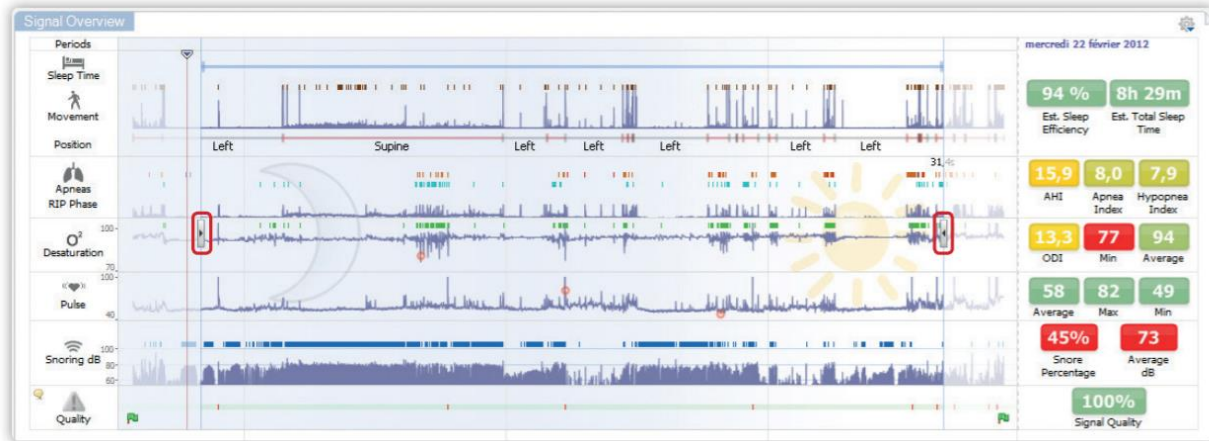 Signal Overview
Periods
mercredi 22 février 2012
Sleep Time
Movement
94 % 8h 29m
Est. Sleep Efficiency
Est. Total Sleep Time
Position
Left Supine Left Left Left Left Left
31,4s
Apneas
RIP Phase
15,9 8,0 7,9
AHI
Apnea Index
Hypopnea Index
O²
Desaturation
100
70
13,3 77 94
ODI Min Average
Pulse
100
40
58 82 49
Average Max Min
Snoring dB
100
80
60
45% 73
Snore Percentage
Average dB
Quality
100%
Signal Quality